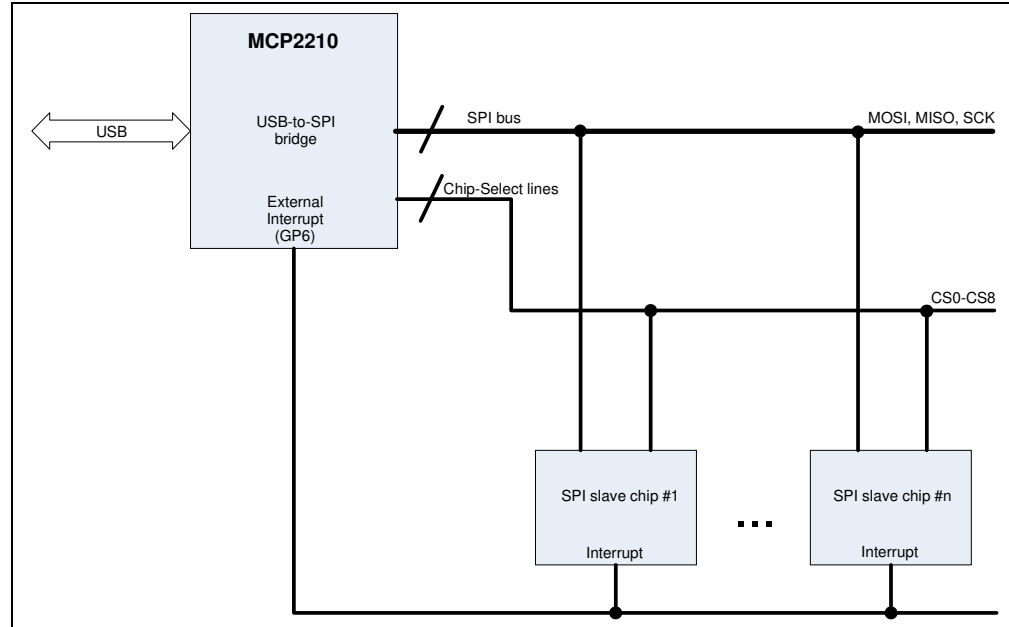 MCP2210
USB
USB-to-SPI
bridge
SPI bus
MOSI, MISO, SCK
Chip-Select lines
External
Interrupt
(GP6)
CS0-CS8
SPI slave chip #1
...
SPI slave chip #n
Interrupt
Interrupt